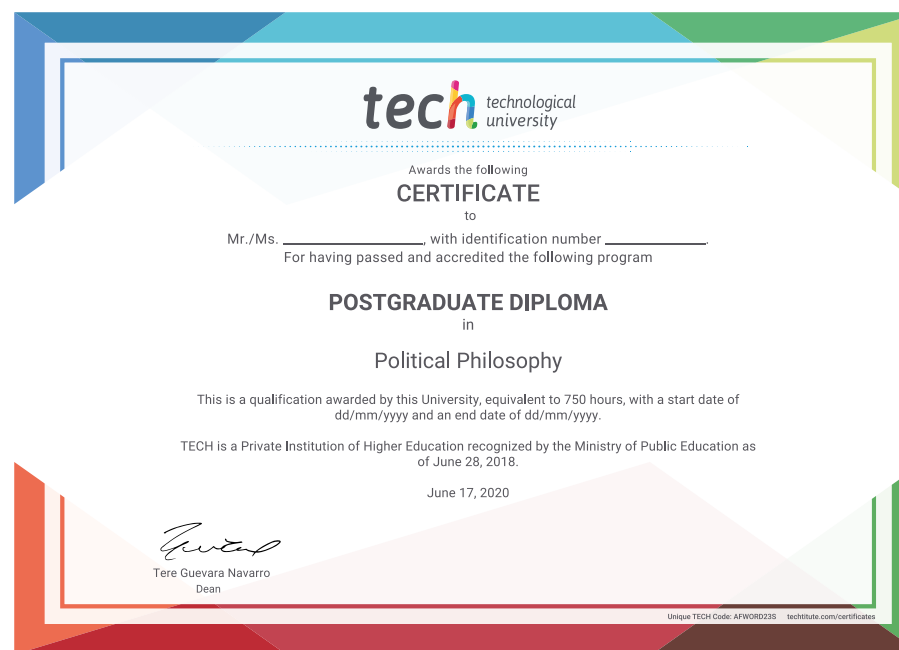 tech technological
university
Awards the following
CERTIFICATE
to
Mr./Ms. ________________, with identification number ____________.
For having passed and accredited the following program
POSTGRADUATE DIPLOMA
in
Political Philosophy
This is a qualification awarded by this University, equivalent to 750 hours, with a start date of
dd/mm/yyyy and an end date of dd/mm/yyyy.
TECH is a Private Institution of Higher Education recognized by the Ministry of Public Education as
of June 28, 2018.
June 17, 2020
Tere Guevara Navarro
Dean
Unique TECH Code: AFWORD23S techtitute.com/certificates